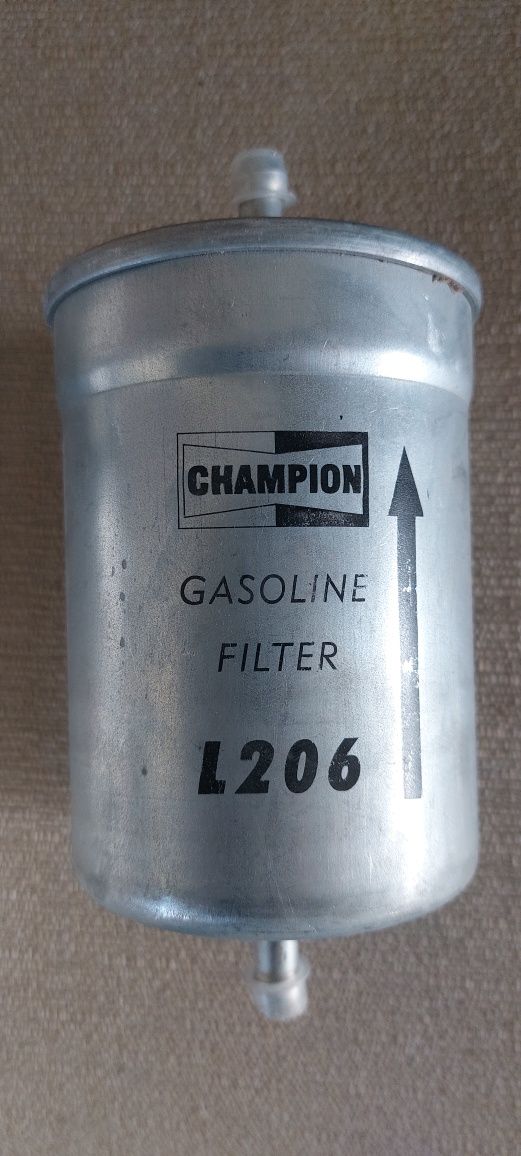 CHAMPION
GASOLINE
FILTER
L206